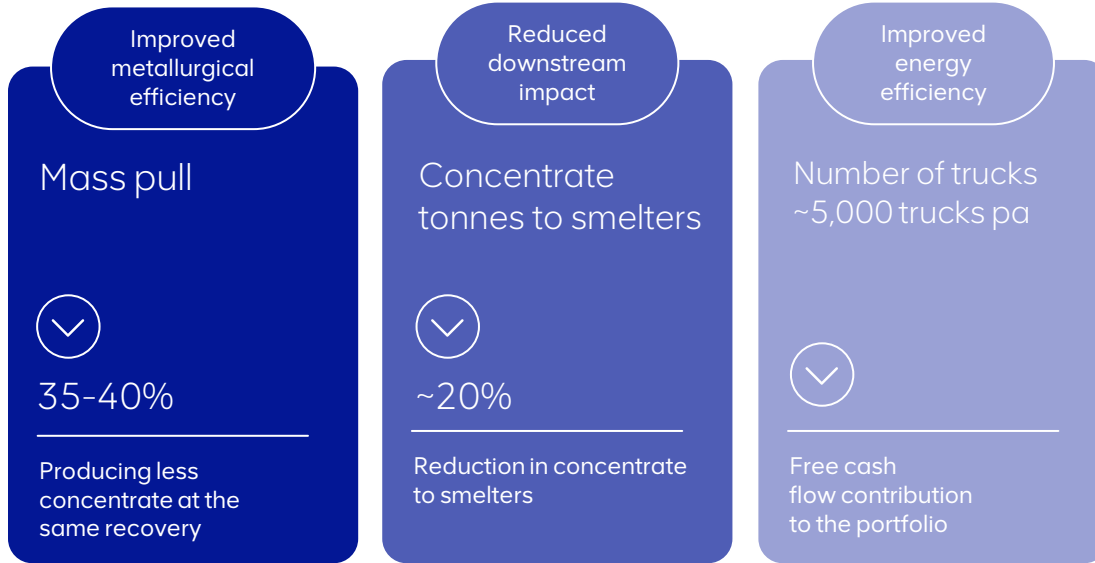 Improved
metallurgical
efficiency
Mass pull
35-40%
Producing less
concentrate at the
same recovery
Reduced
downstream
impact
Concentrate
tonnes to smelters
~20%
Reduction in concentrate
to smelters
Improved
energy
efficiency
Number of trucks
~5,000 trucks pa
Free cash
flow contribution
to the portfolio